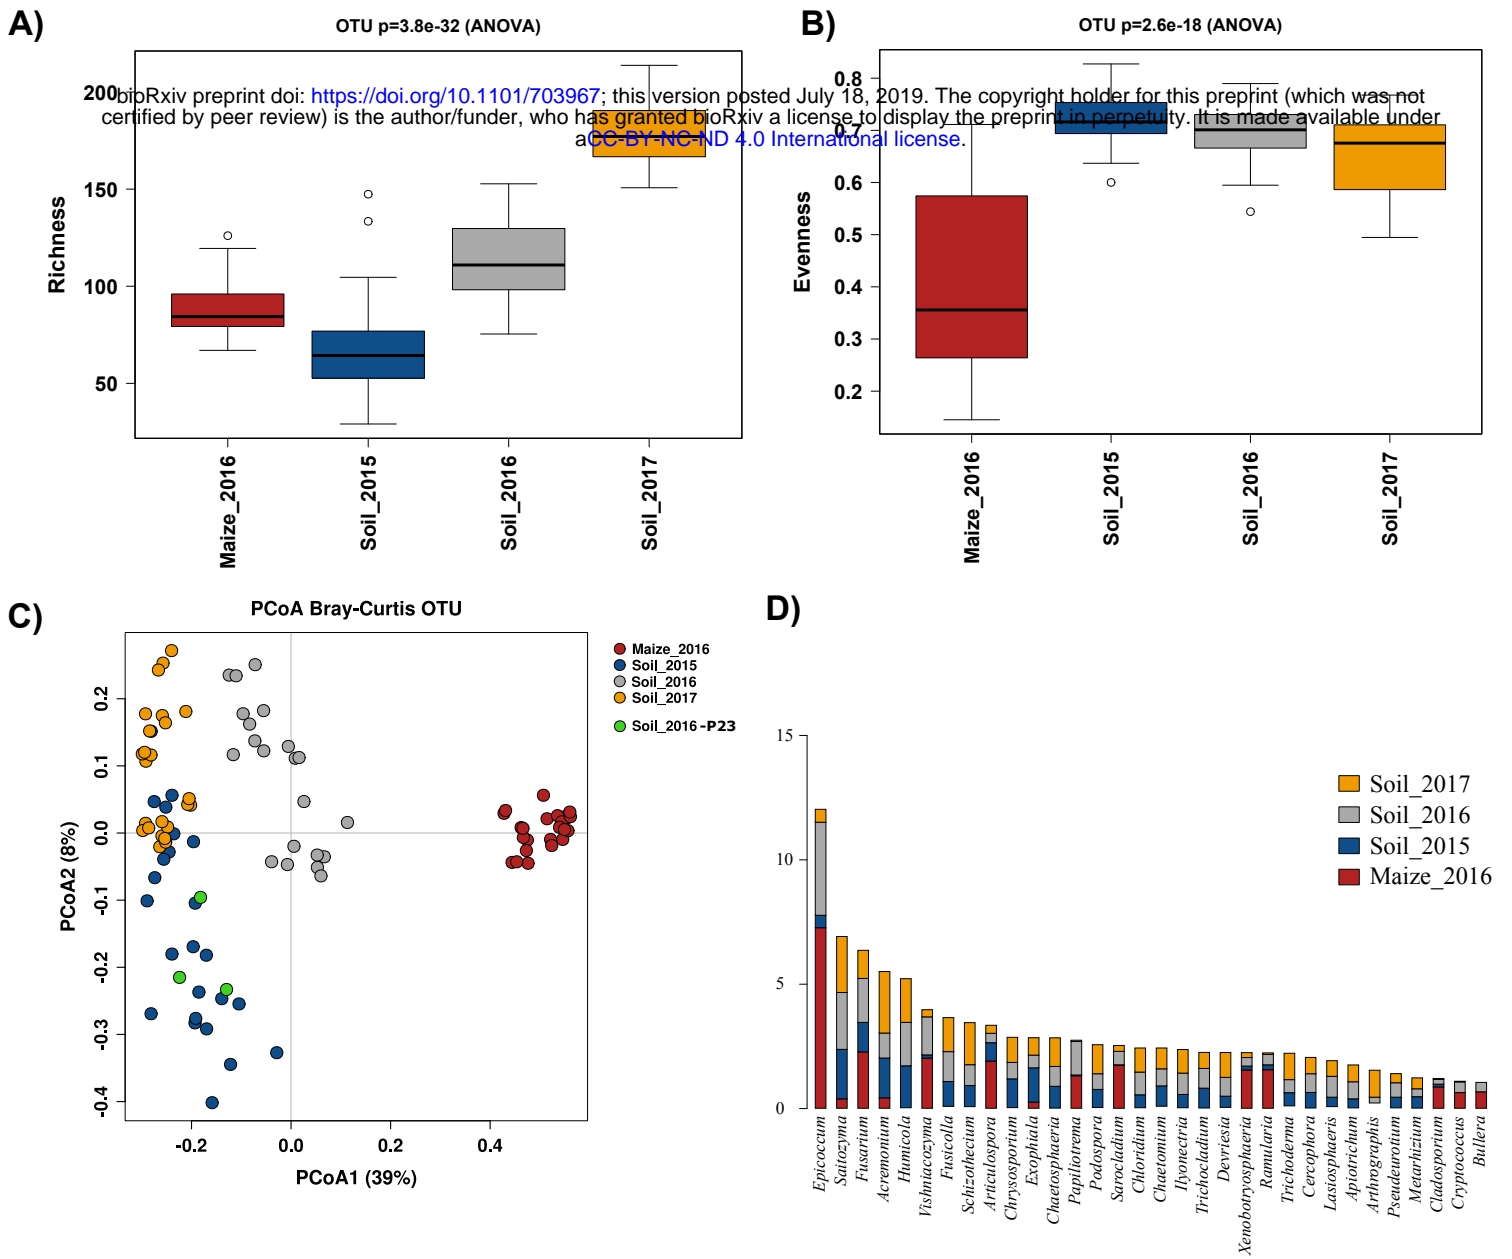 A)
OTU p=3.8e-32 (ANOVA)
Richness
200
150
100
50
Maize_2016
Soil_2015
Soil_2016
Soil_2017
B)
OTU p=2.6e-18 (ANOVA)
Evenness
0.8
0.7
0.6
0.5
0.4
0.3
0.2
Maize_2016
Soil_2015
Soil_2016
Soil_2017
bioRxiv preprint doi: https://doi.org/10.1101/703967; this version posted July 18, 2019. The copyright holder for this preprint (which was not
certified by peer review) is the author/funder, who has granted bioRxiv a license to display the preprint in perpetuity. It is made available under
aCC-BY-NC-ND 4.0 International license.
C)
PCoA Bray-Curtis OTU
PCoA2 (8%)
0.2
0.1
0.0
-0.1
-0.2
-0.3
-0.4
-0.2
0.0
0.2
0.4
PCoA1 (39%)
Maize_2016
Soil_2015
Soil_2016
Soil_2017
Soil_2016-P23
D)
15
10
5
0
Soil_2017
Soil_2016
Soil_2015
Maize_2016
Epicoccum
Saitozyma
Fusarium
Acremonium
Humicola
Vishniacozyma
Fusicolla
Schizothecium
Articulospora
Chrysosporium
Exophiala
Chaetosphaeria
Papiliotrema
Podospora
Sarocladium
Chloridium
Chaetomium
Ilyonectria
Trichocladium
Devriesia
Xenobotryosphaeria
Ramularia
Trichoderma
Cercophora
Lasiosphaeris
Apiotrichum
Arthrographis
Pseudeurotium
Metarhizium
Cladosporium
Cryptococcus
Bullera